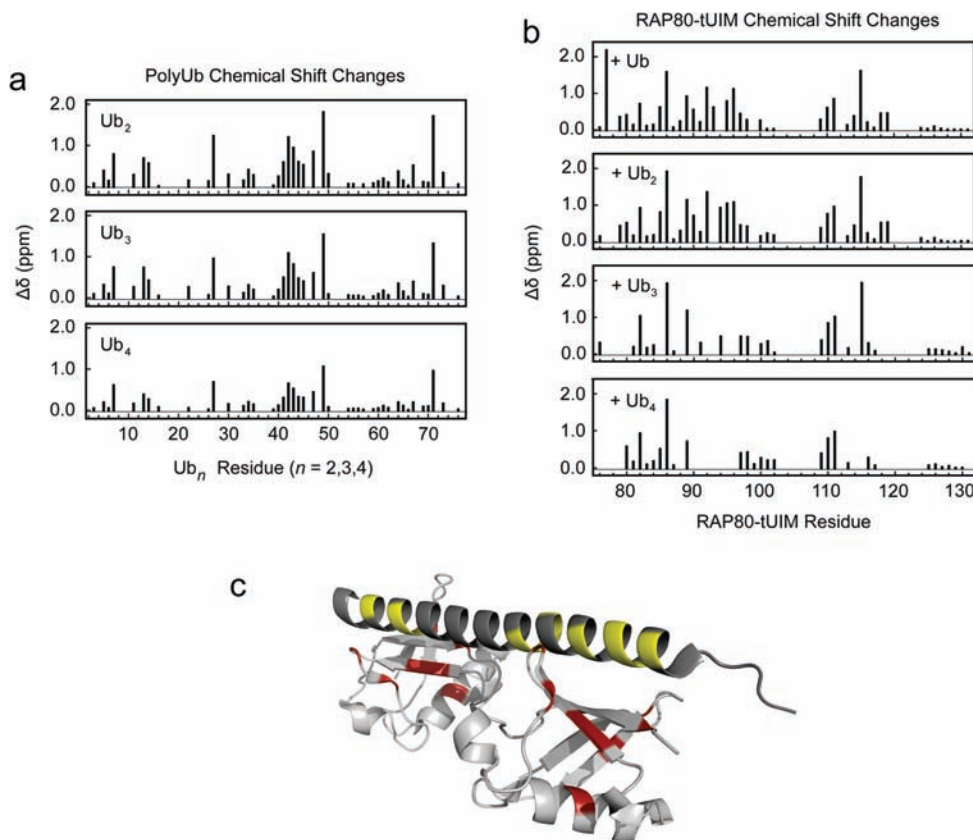 a
PolyUb Chemical Shift Changes
Ub2
2.0
1.0
0.0
Ub3
2.0
1.0
0.0
Ub4
2.0
1.0
0.0
Δδ (ppm)
10 20 30 40 50 60 70
Ubn Residue (n = 2,3,4)
b
RAP80-tUIM Chemical Shift Changes
+ Ub
2.0
1.0
0.0
+ Ub2
2.0
1.0
0.0
+ Ub3
2.0
1.0
0.0
+ Ub4
2.0
1.0
0.0
Δδ (ppm)
80 90 100 110 120 130
RAP80-tUIM Residue
c